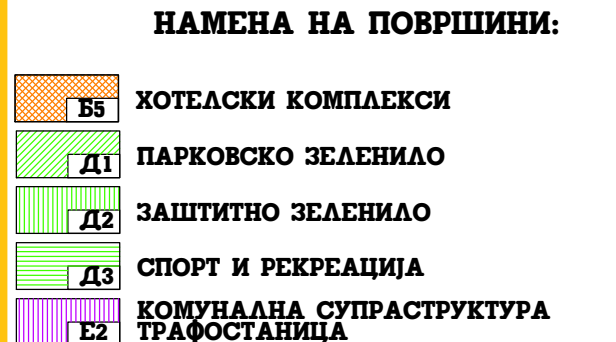 НАМЕНА НА ПОВРШИНИ:
Б5 ХОТЕЛСКИ КОМПЛЕКСИ
Д1 ПАРКОВСКО ЗЕЛЕНИЛО
Д2 ЗАШТИТНО ЗЕЛЕНИЛО
Д3 СПОРТ И РЕКРЕАЦИЈА
КОМУНАЛНА СУПРАСТРУКТУРА
Е2 ТРАФОСТАНИЦА